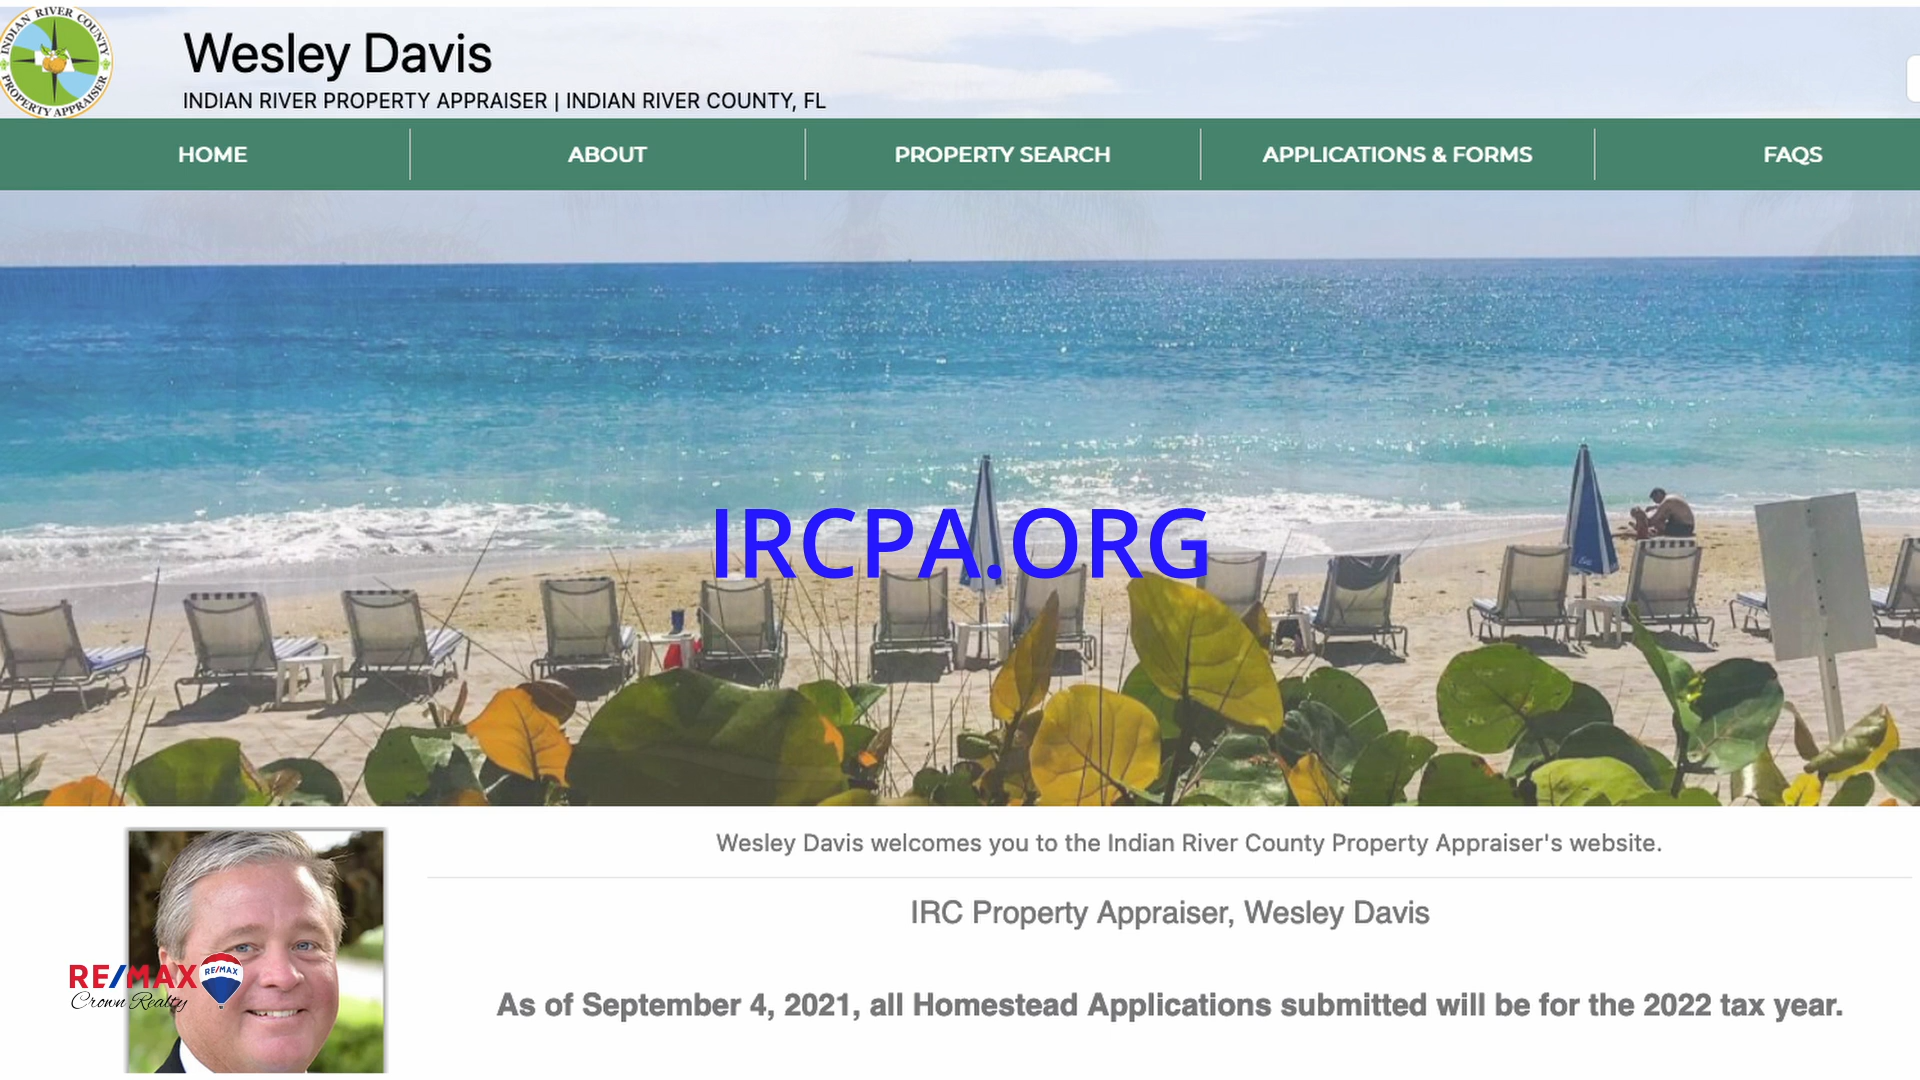 INDIAN RIVER COUNTY
PROPERTY APPRAISER
Wesley Davis
INDIAN RIVER PROPERTY APPRAISER | INDIAN RIVER COUNTY, FL
HOME ABOUT PROPERTY SEARCH APPLICATIONS & FORMS FAQS
IRCPA.ORG
Wesley Davis welcomes you to the Indian River County Property Appraiser's website.
IRC Property Appraiser, Wesley Davis
RE/MAX
RE/MAX
Crown Realty
As of September 4, 2021, all Homestead Applications submitted will be for the 2022 tax year.